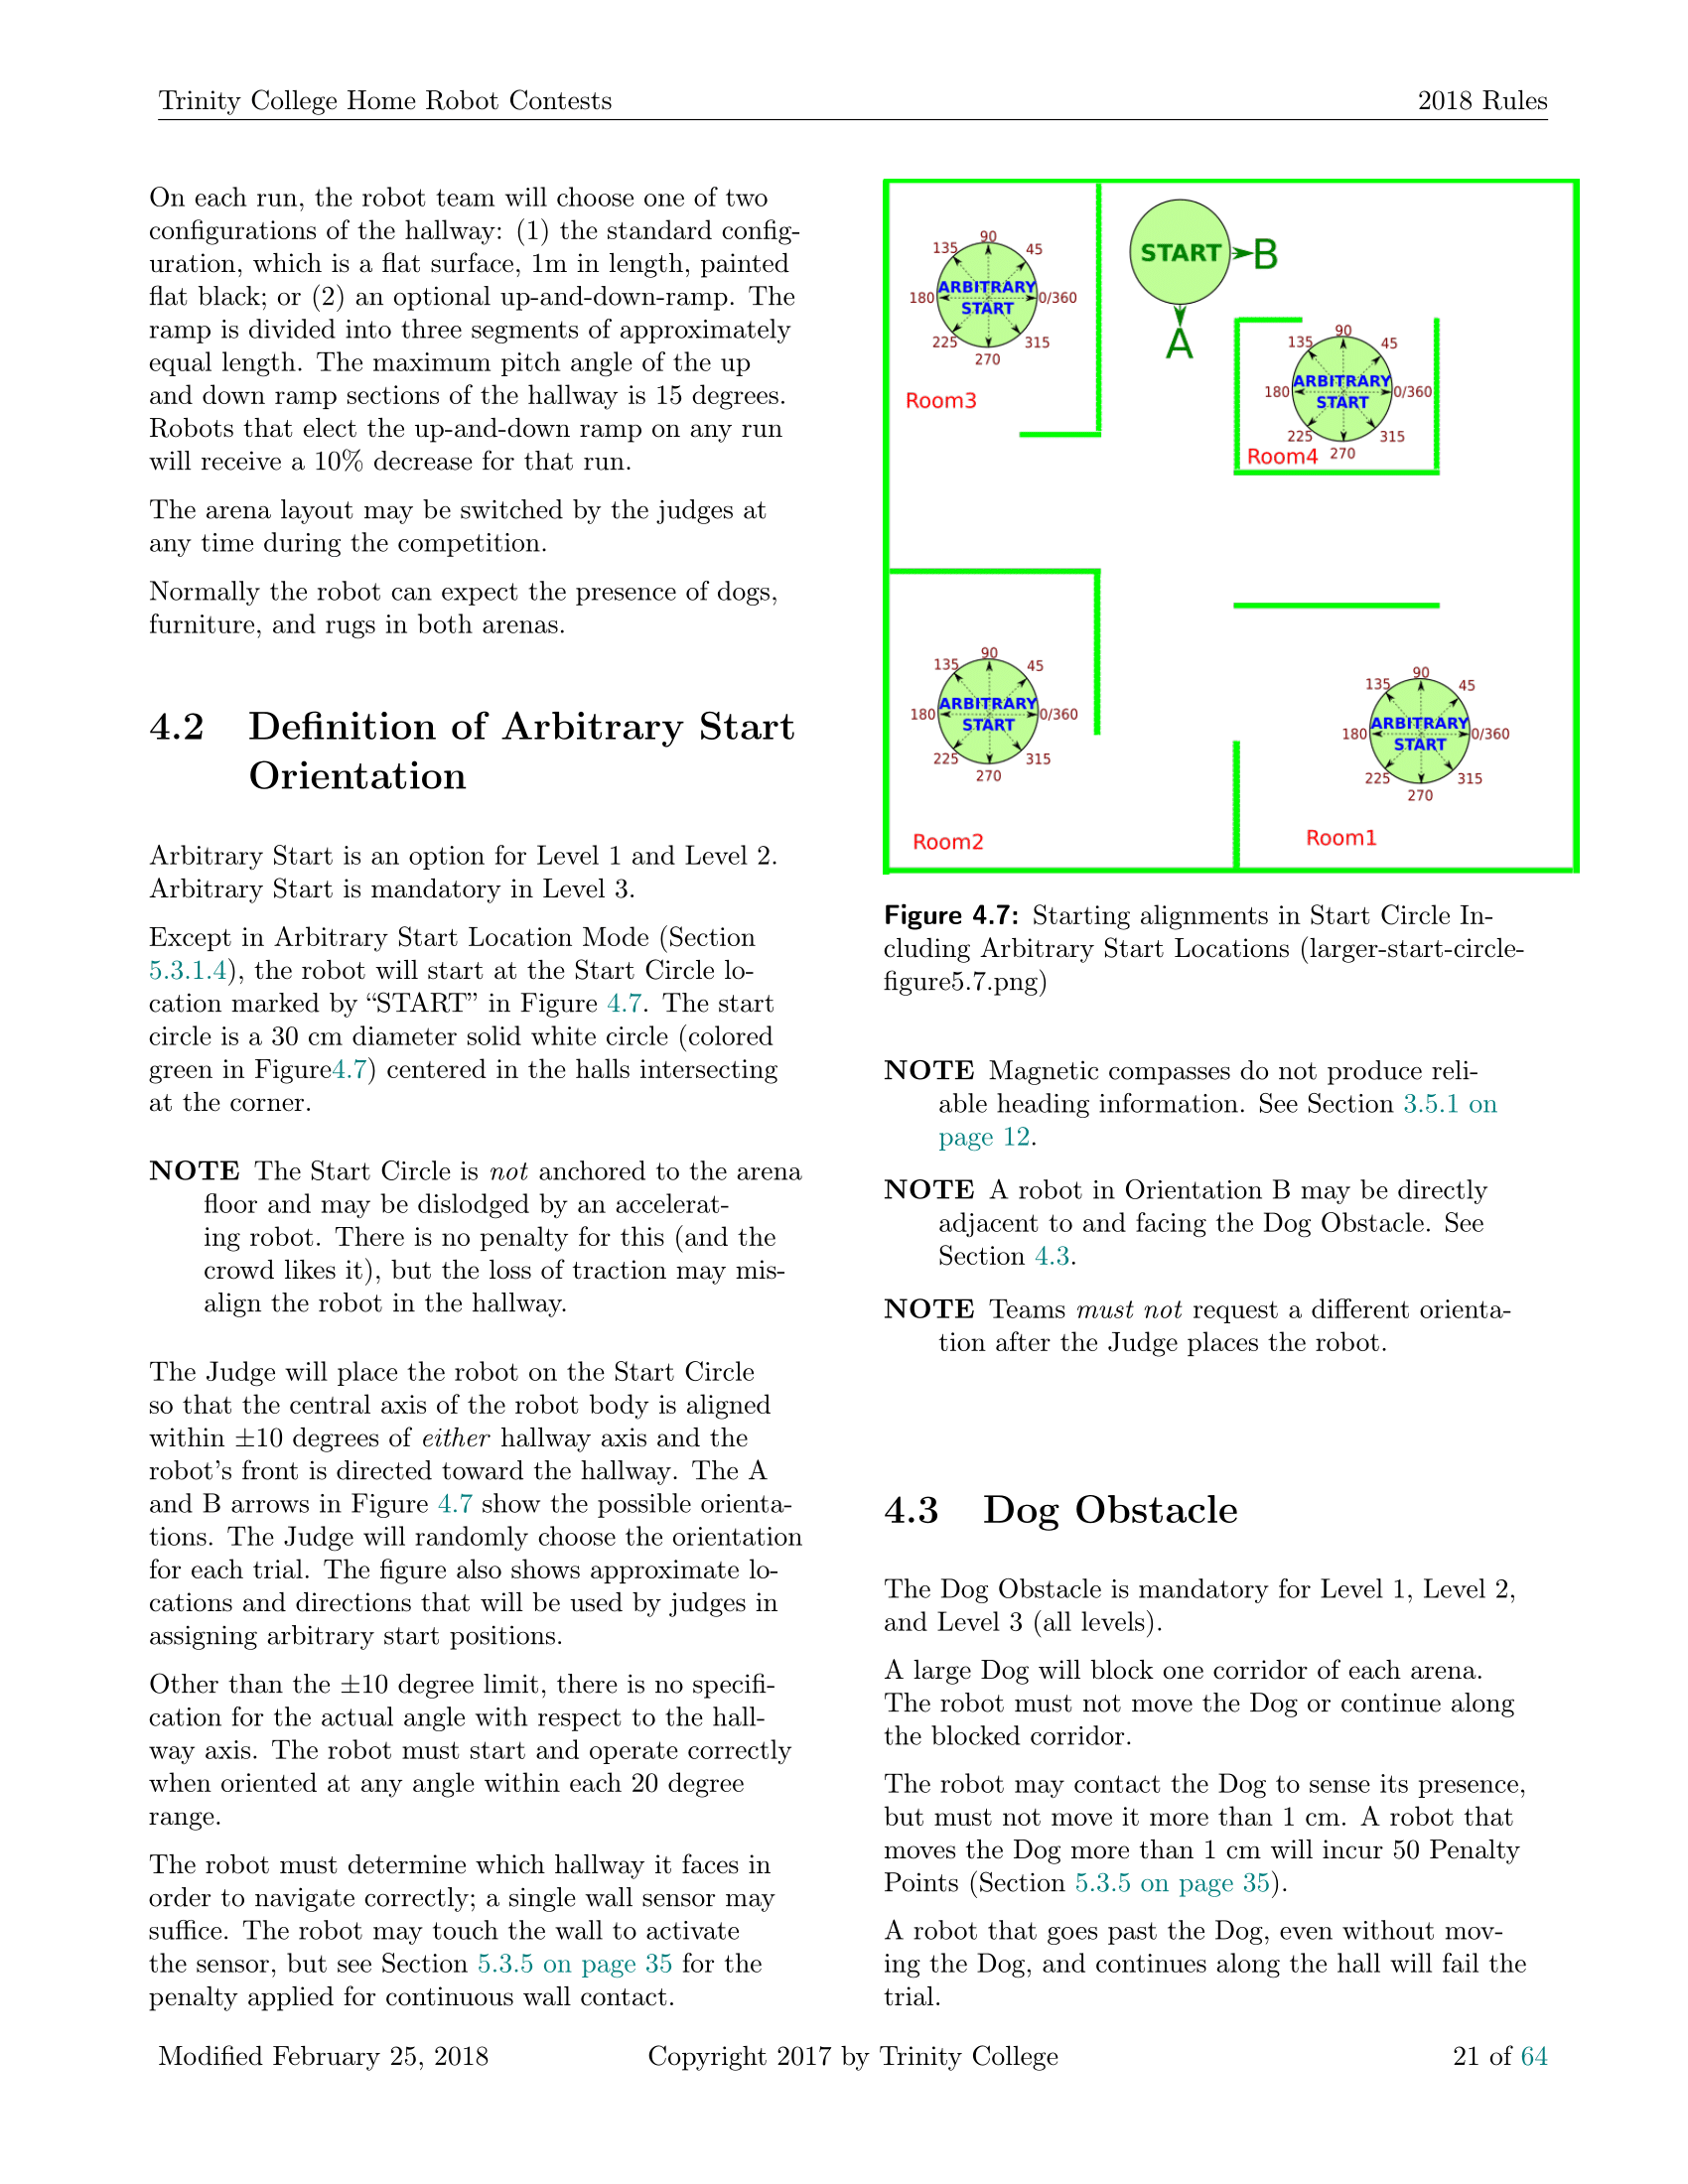 Trinity College Home Robot Contests
2018 Rules
On each run, the robot team will choose one of two
configurations of the hallway: (1) the standard config-
uration, which is a flat surface, 1m in length, painted
flat black; or (2) an optional up-and-down-ramp. The
ramp is divided into three segments of approximately
equal length. The maximum pitch angle of the up
and down ramp sections of the hallway is 15 degrees.
Robots that elect the up-and-down ramp on any run
will receive a 10% decrease for that run.
The arena layout may be switched by the judges at
any time during the competition.
Normally the robot can expect the presence of dogs,
furniture, and rugs in both arenas.
4.2 Definition of Arbitrary Start
Orientation
Arbitrary Start is an option for Level 1 and Level 2.
Arbitrary Start is mandatory in Level 3.
Except in Arbitrary Start Location Mode (Section
5.3.1.4), the robot will start at the Start Circle lo-
cation marked by “START” in Figure 4.7. The start
circle is a 30 cm diameter solid white circle (colored
green in Figure4.7) centered in the halls intersecting
at the corner.
NOTE The Start Circle is not anchored to the arena
floor and may be dislodged by an accelerat-
ing robot. There is no penalty for this (and the
crowd likes it), but the loss of traction may mis-
align the robot in the hallway.
The Judge will place the robot on the Start Circle
so that the central axis of the robot body is aligned
within ±10 degrees of either hallway axis and the
robot’s front is directed toward the hallway. The A
and B arrows in Figure 4.7 show the possible orienta-
tions. The Judge will randomly choose the orientation
for each trial. The figure also shows approximate lo-
cations and directions that will be used by judges in
assigning arbitrary start positions.
Other than the ±10 degree limit, there is no specifi-
cation for the actual angle with respect to the hall-
way axis. The robot must start and operate correctly
when oriented at any angle within each 20 degree
range.
The robot must determine which hallway it faces in
order to navigate correctly; a single wall sensor may
suffice. The robot may touch the wall to activate
the sensor, but see Section 5.3.5 on page 35 for the
penalty applied for continuous wall contact.
START
B
A
90
135
45
ARBITRARY
180
0/360
START
225
315
270
Room3
90
135
45
ARBITRARY
180
0/360
START
225
315
270
Room4
90
135
45
ARBITRARY
180
0/360
START
225
315
270
Room2
90
135
45
ARBITRARY
180
0/360
START
225
315
270
Room1
Figure 4.7: Starting alignments in Start Circle In-
cluding Arbitrary Start Locations (larger-start-circle-
figure5.7.png)
NOTE Magnetic compasses do not produce reli-
able heading information. See Section 3.5.1 on
page 12.
NOTE A robot in Orientation B may be directly
adjacent to and facing the Dog Obstacle. See
Section 4.3.
NOTE Teams must not request a different orienta-
tion after the Judge places the robot.
4.3 Dog Obstacle
The Dog Obstacle is mandatory for Level 1, Level 2,
and Level 3 (all levels).
A large Dog will block one corridor of each arena.
The robot must not move the Dog or continue along
the blocked corridor.
The robot may contact the Dog to sense its presence,
but must not move it more than 1 cm. A robot that
moves the Dog more than 1 cm will incur 50 Penalty
Points (Section 5.3.5 on page 35).
A robot that goes past the Dog, even without mov-
ing the Dog, and continues along the hall will fail the
trial.
Modified February 25, 2018
Copyright 2017 by Trinity College
21 of 64